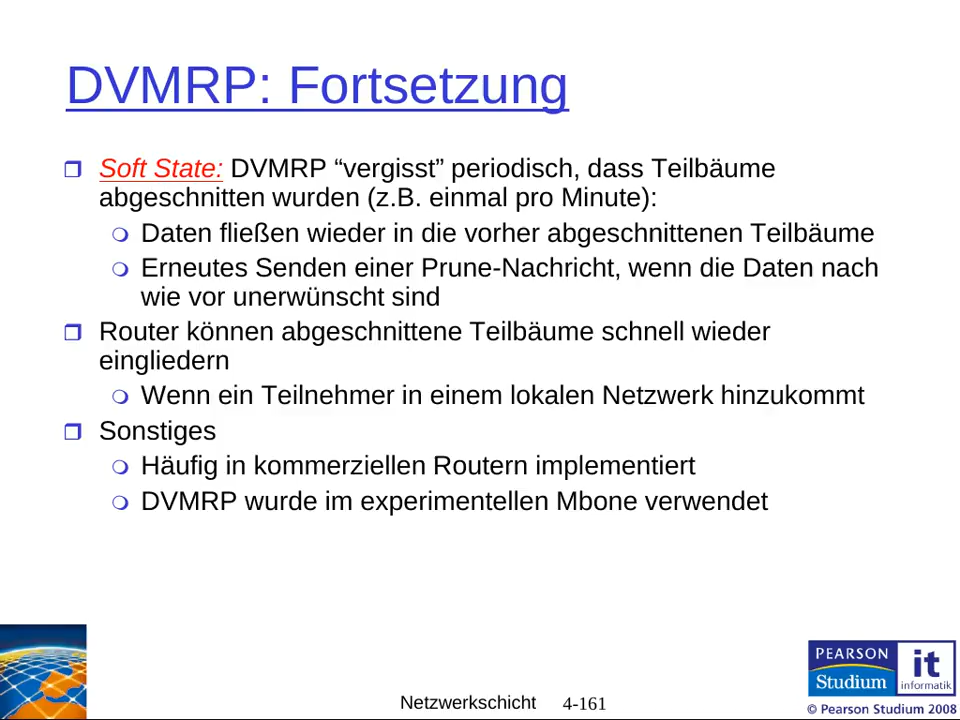 DVMRP: Fortsetzung
Soft State: DVMRP “vergisst” periodisch, dass Teilbäume
abgeschnitten wurden (z.B. einmal pro Minute):
Daten fließen wieder in die vorher abgeschnittenen Teilbäume
Erneutes Senden einer Prune-Nachricht, wenn die Daten nach
wie vor unerwünscht sind
Router können abgeschnittene Teilbäume schnell wieder
eingliedern
Wenn ein Teilnehmer in einem lokalen Netzwerk hinzukommt
Sonstiges
Häufig in kommerziellen Routern implementiert
DVMRP wurde im experimentellen Mbone verwendet
Netzwerkschicht 4-161
PEARSON
Studium
it
informatik
© Pearson Studium 2008